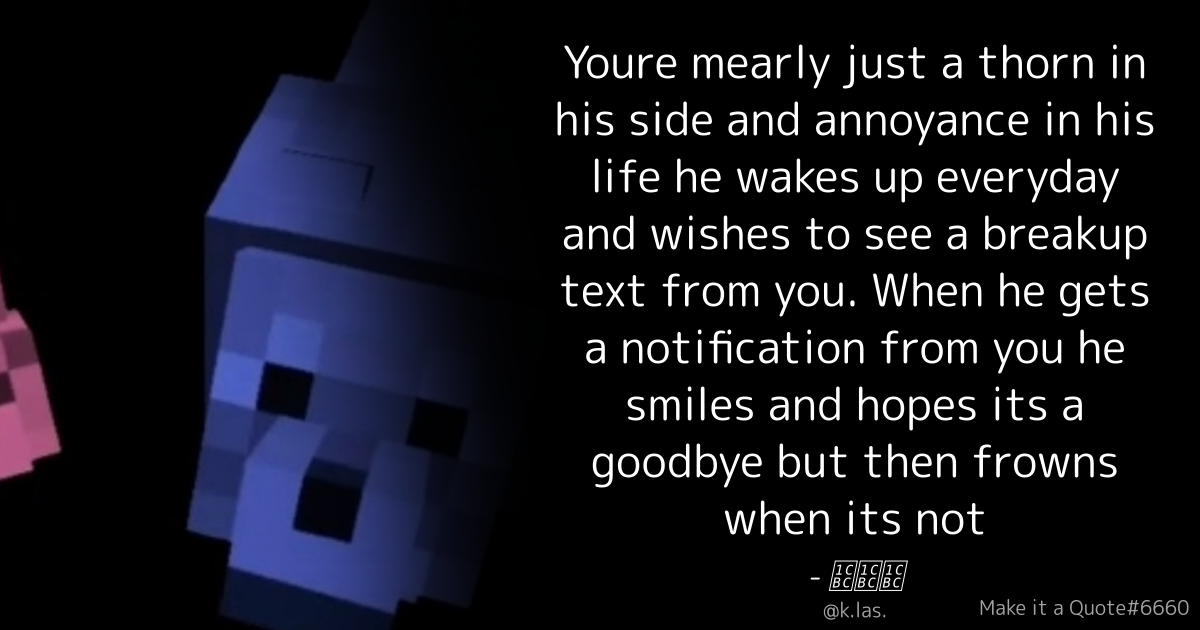 Youre mearly just a thorn in
his side and annoyance in his
life he wakes up everyday
and wishes to see a breakup
text from you. When he gets
a notification from you he
smiles and hopes its a
goodbye but then frowns
when its not
-
@k.las.
Make it a Quote#6660